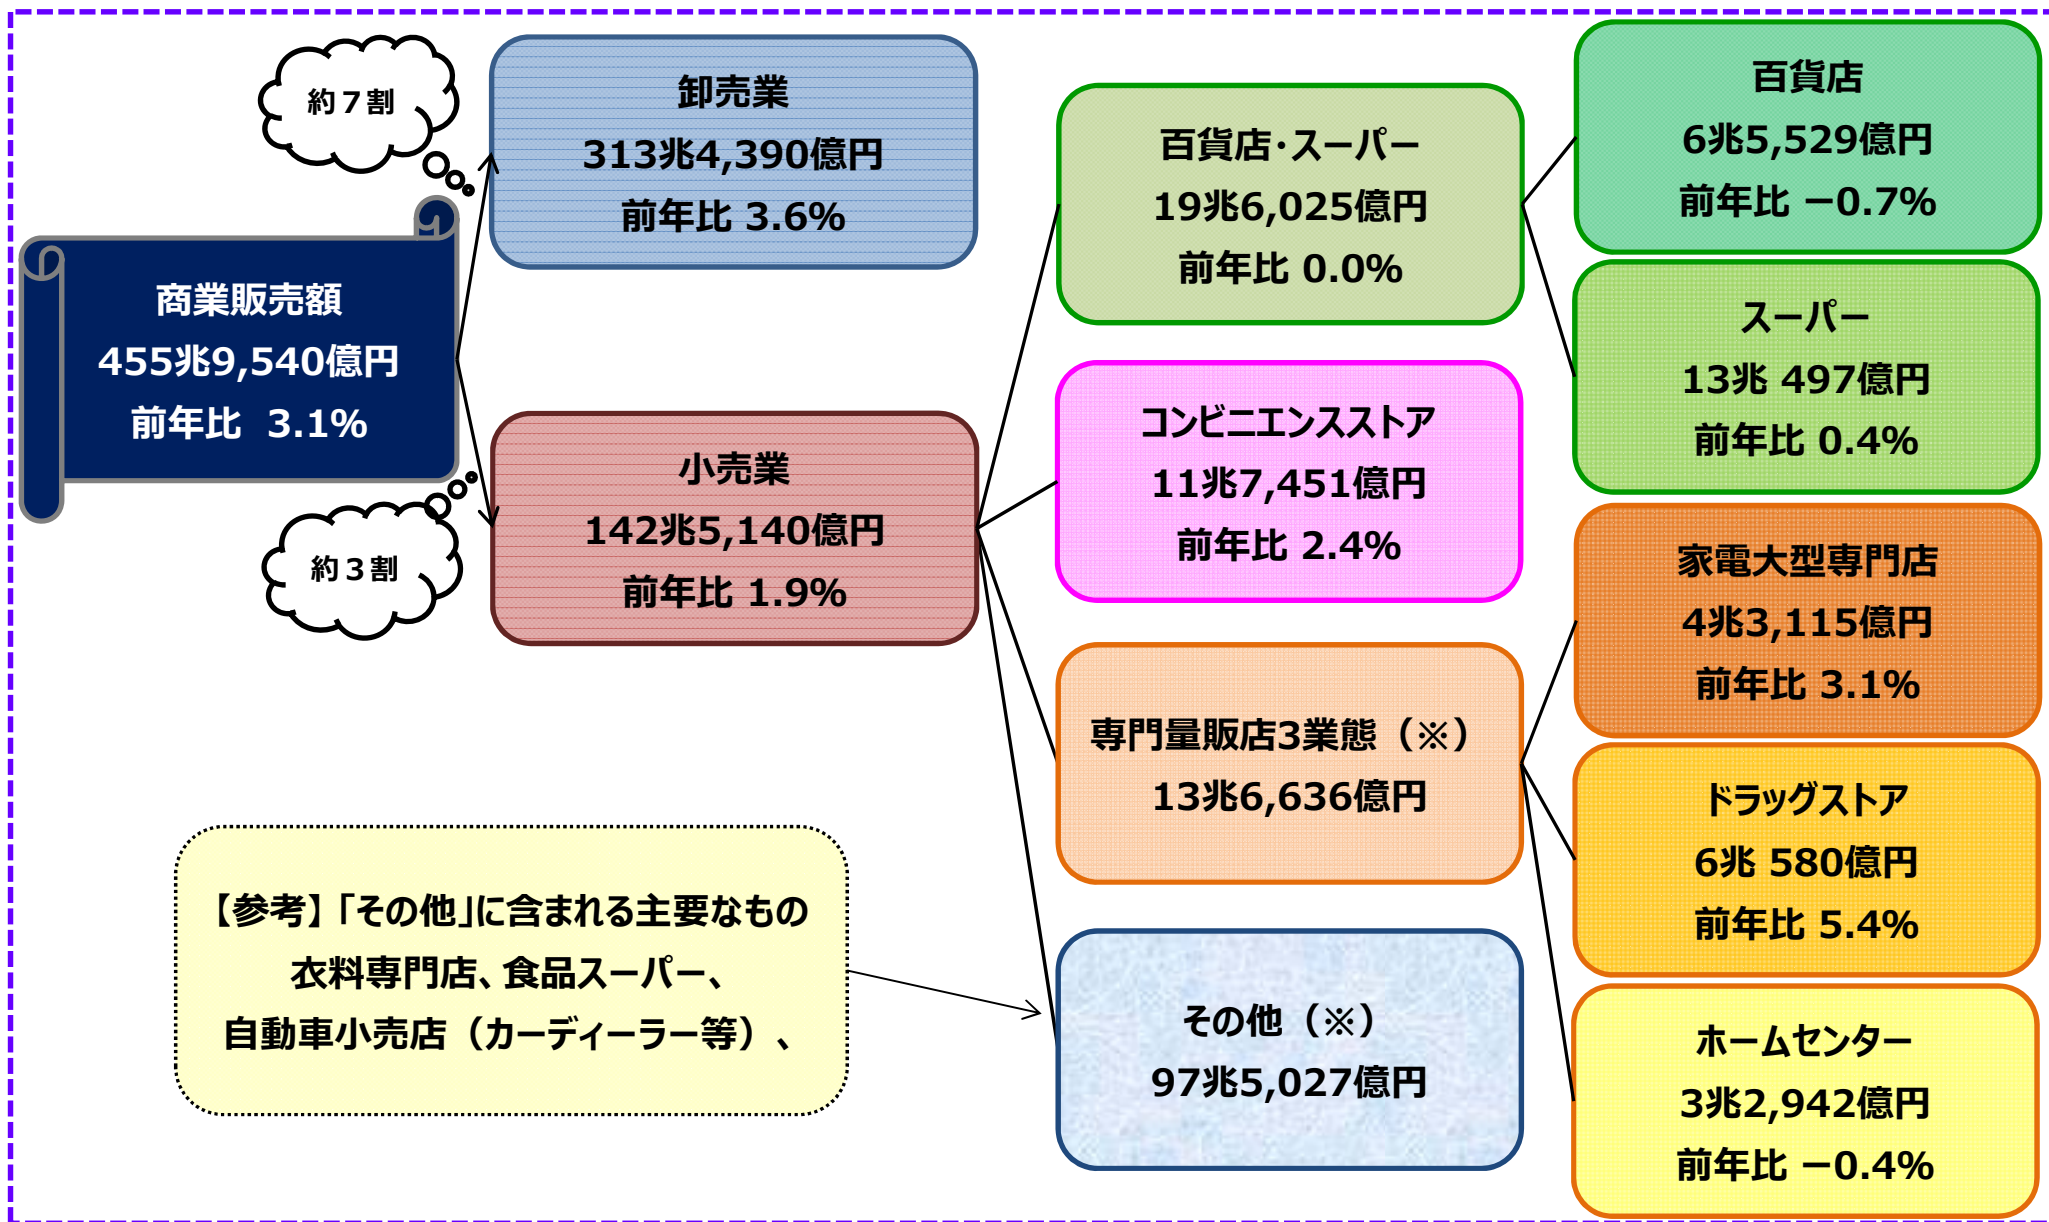 約７割
商業販売額
455兆9,540億円
前年比 3.1%
約３割
卸売業
313兆4,390億円
前年比 3.6%
小売業
142兆5,140億円
前年比 1.9%
百貨店・スーパー
19兆6,025億円
前年比 0.0%
コンビニエンスストア
11兆7,451億円
前年比 2.4%
専門量販店3業態（※）
13兆6,636億円
その他（※）
97兆5,027億円
百貨店
6兆5,529億円
前年比 −0.7%
スーパー
13兆 497億円
前年比 0.4%
家電大型専門店
4兆3,115億円
前年比 3.1%
ドラッグストア
6兆 580億円
前年比 5.4%
ホームセンター
3兆2,942億円
前年比 −0.4%
【参考】「その他」に含まれる主要なもの
衣料専門店、食品スーパー、
自動車小売店（カーディーラー等）、